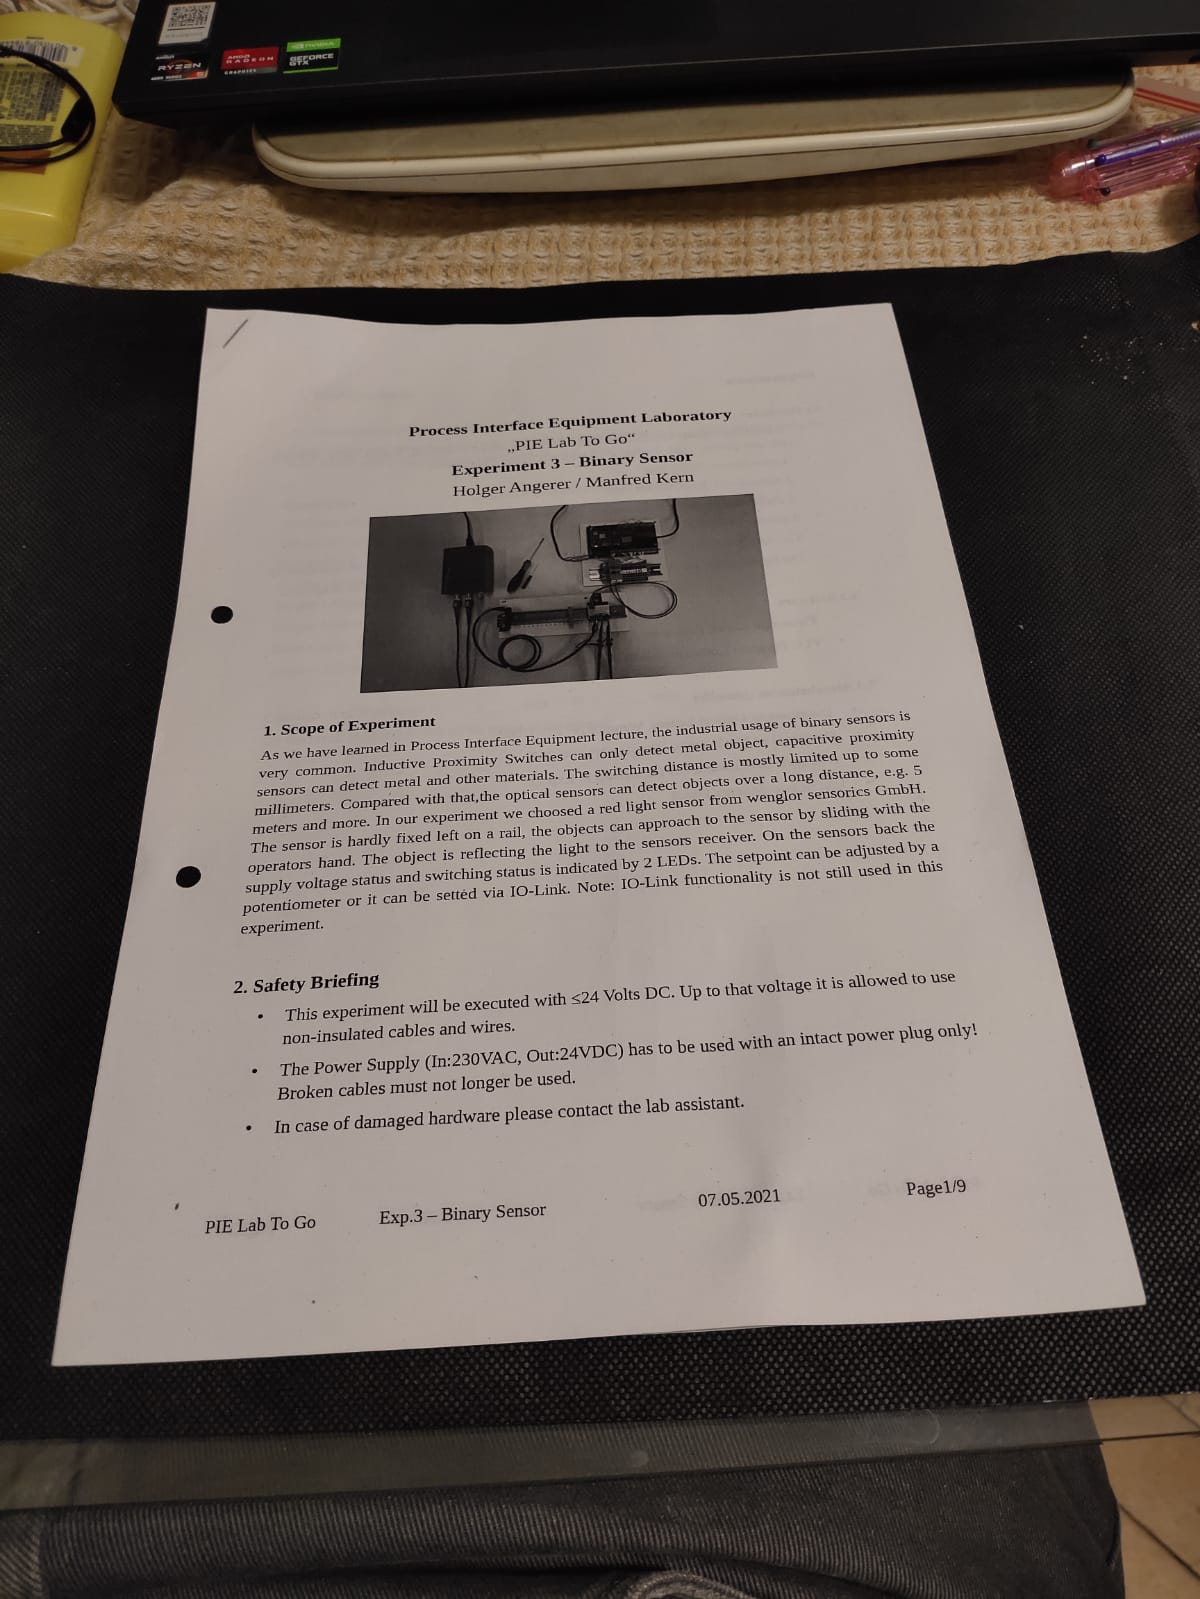 AMD
RYZEN
AMD
RADEON
GRAPHICS
NVIDIA
GEFORCE
GTX
Process Interface Equipment Laboratory
„PIE Lab To Go“
Experiment 3 – Binary Sensor
Holger Angerer / Manfred Kern
1. Scope of Experiment
As we have learned in Process Interface Equipment lecture, the industrial usage of binary sensors is
very common. Inductive Proximity Switches can only detect metal object, capacitive proximity
sensors can detect metal and other materials. The switching distance is mostly limited up to some
millimeters. Compared with that,the optical sensors can detect objects over a long distance, e.g. 5
meters and more. In our experiment we choosed a red light sensor from wenglor sensorics GmbH.
The sensor is hardly fixed left on a rail, the objects can approach to the sensor by sliding with the
operators hand. The object is reflecting the light to the sensors receiver. On the sensors back the
supply voltage status and switching status is indicated by 2 LEDs. The setpoint can be adjusted by a
potentiometer or it can be setted via IO-Link. Note: IO-Link functionality is not still used in this
experiment.
2. Safety Briefing
• This experiment will be executed with ≤24 Volts DC. Up to that voltage it is allowed to use
non-insulated cables and wires.
• The Power Supply (In:230VAC, Out:24VDC) has to be used with an intact power plug only!
Broken cables must not longer be used.
• In case of damaged hardware please contact the lab assistant.
PIE Lab To Go Exp.3 – Binary Sensor 07.05.2021 Page1/9